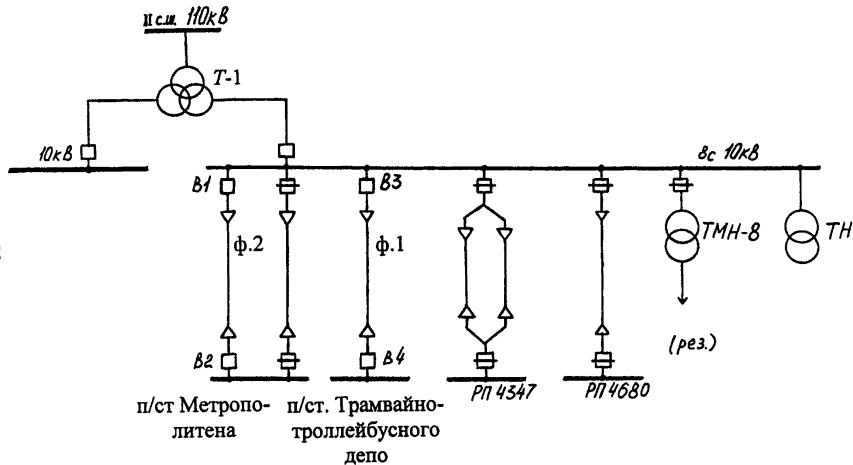 II с.ш. 110кВ
Т-1
10кВ
8с 10кВ
В1
В3
ф.2
ф.1
ТМН-8
ТН
(рез.)
В2
В4
РП 4347
РП 4680
п/ст Метропо-
литена
п/ст. Трамвайно-
троллейбусного
депо